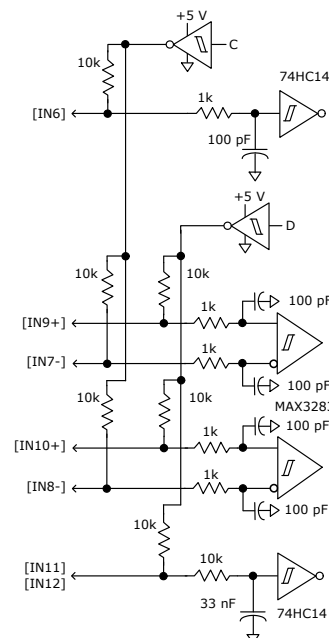 +5 V
C
10k
74HC14
1k
[IN6]
100 pF
+5 V
D
10k
10k
100 pF
[IN9+]
1k
1k
[IN7-]
100 pF
10k
10k
MAX3283
100 pF
1k
[IN10+]
1k
[IN8-]
100 pF
10k
[IN11]
10k
[IN12]
33 nF
74HC14